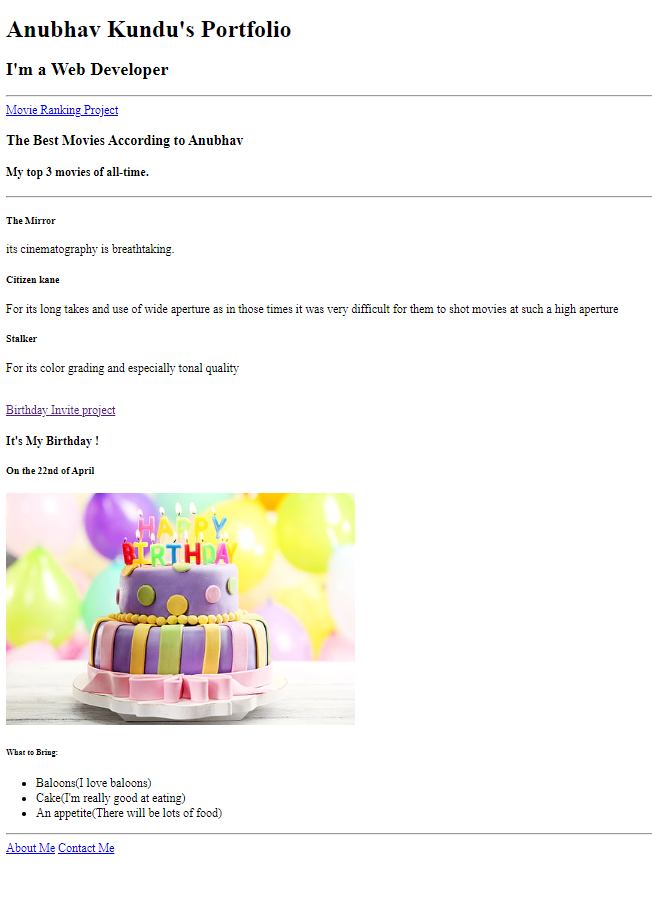 Anubhav Kundu's Portfolio
I'm a Web Developer
Movie Ranking Project
The Best Movies According to Anubhav
My top 3 movies of all-time.
The Mirror
its cinematography is breathtaking.
Citizen kane
For its long takes and use of wide aperture as in those times it was very difficult for them to shot movies at such a high aperture
Stalker
For its color grading and especially tonal quality
Birthday Invite project
It's My Birthday !
On the 22nd of April
HAPPY
BIRTHDAY
What to Bring:
Baloons(I love baloons)
Cake(I'm really good at eating)
An appetite(There will be lots of food)
About Me Contact Me